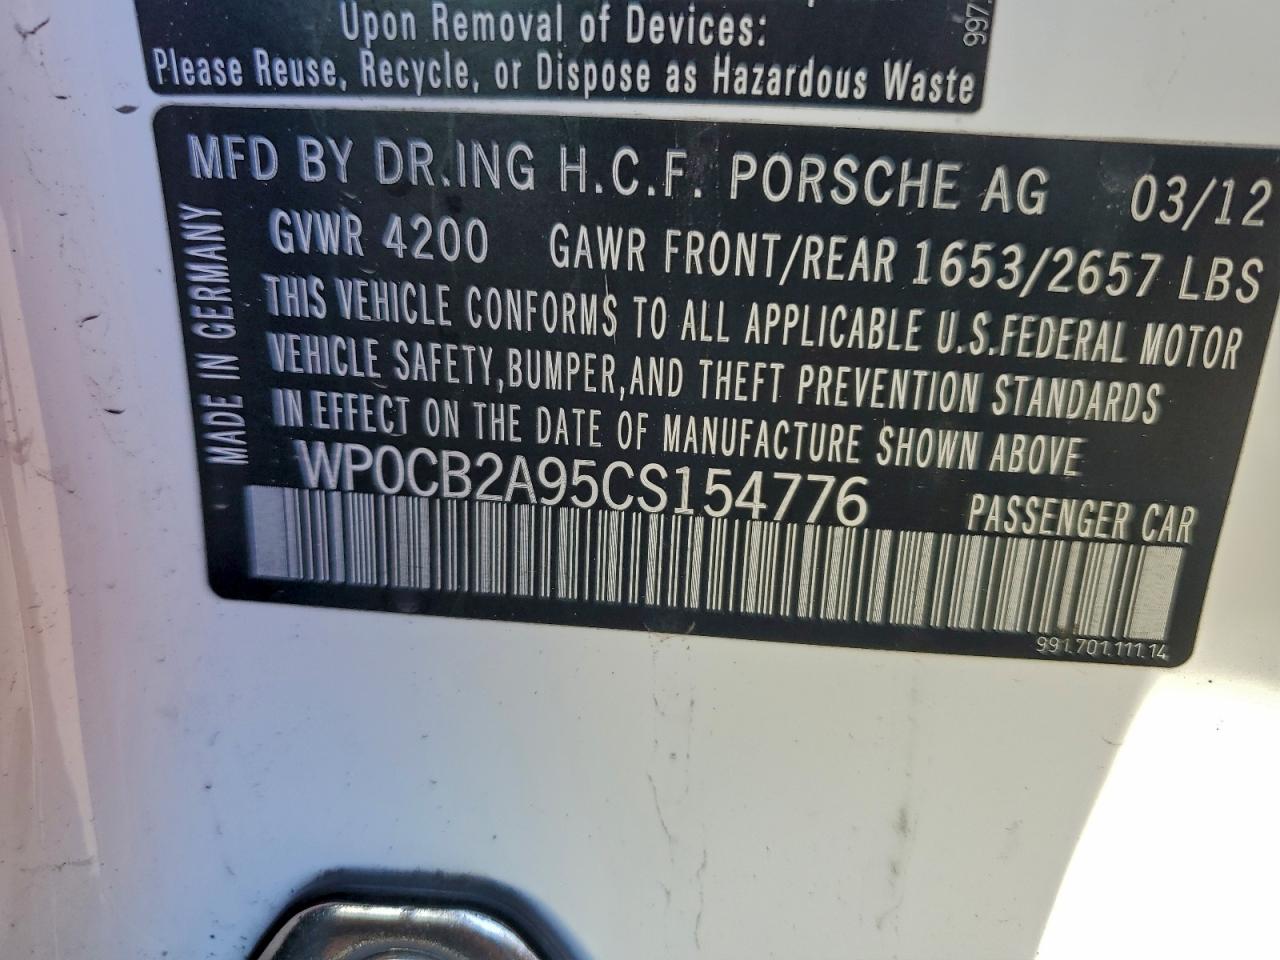 Upon Removal of Devices:
Please Reuse, Recycle, or Dispose as Hazardous Waste
997.
MFD BY DR.ING H.C.F. PORSCHE AG 03/12
GVWR 4200 GAWR FRONT/REAR 1653/2657 LBS
THIS VEHICLE CONFORMS TO ALL APPLICABLE U.S.FEDERAL MOTOR
VEHICLE SAFETY,BUMPER,AND THEFT PREVENTION STANDARDS
IN EFFECT ON THE DATE OF MANUFACTURE SHOWN ABOVE
WP0CB2A95CS154776 PASSENGER CAR
MADE IN GERMANY
991.701.111.14